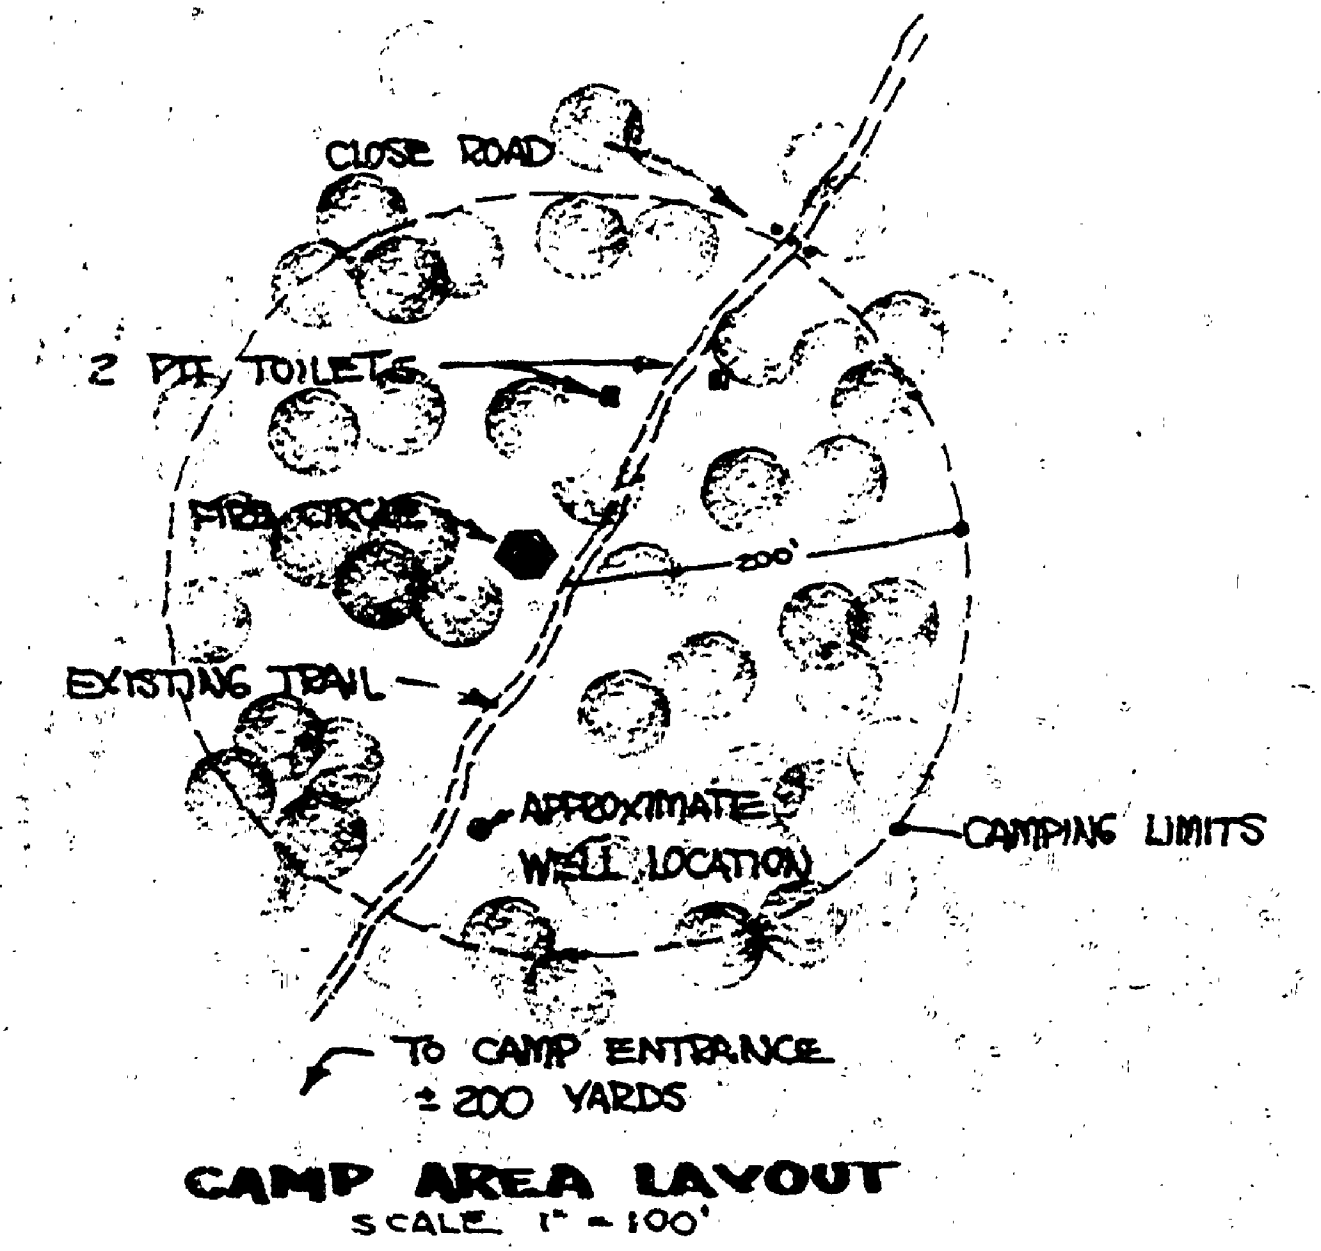 CLOSE ROAD
2 PIT TOILETS
FIRE CIRCLE
200'
EXISTING TRAIL
APPROXIMATE
WELL LOCATION
CAMPING LIMITS
TO CAMP ENTRANCE
± 200 YARDS
CAMP AREA LAYOUT
SCALE 1" = 100'